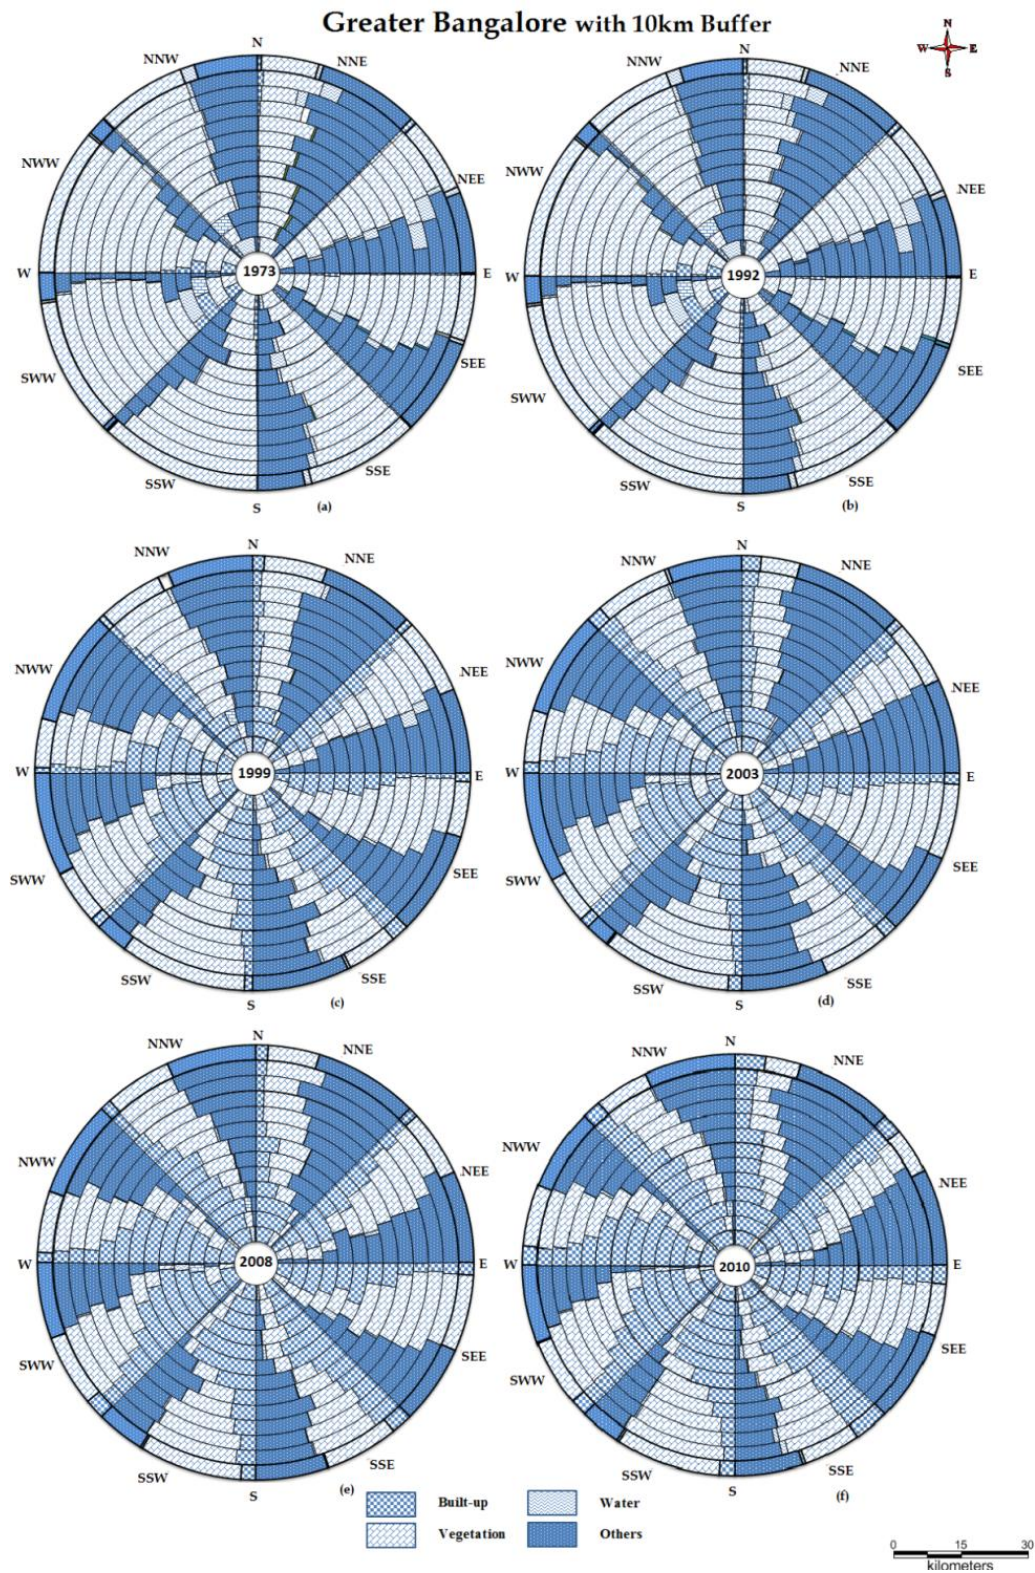 Greater Bangalore with 10km Buffer
N
W E
S
N
NNW NNE
NWW NEE
W 1973 E
SWW SEE
SSW SSE
S (a)
N
NNW NNE
NWW NEE
W 1992 E
SWW SEE
SSW SSE
S (b)
N
NNW NNE
NWW NEE
W 1999 E
SWW SEE
SSW SSE
S (c)
N
NNW NNE
NWW NEE
W 2003 E
SWW SEE
SSW SSE
S (d)
N
NNW NNE
NWW NEE
W 2008 E
SWW SEE
SSW SSE
S (e)
N
NNW NNE
NWW NEE
W 2010 E
SWW SEE
SSW SSE
S (f)
Built-up Water
Vegetation Others
0 15 30
kilometers